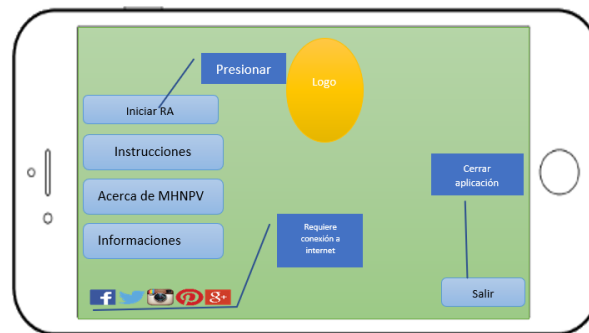 Presionar
Logo
Iniciar RA
Instrucciones
Cerrar
aplicación
Acerca de MHNPV
Requiere
conexión a
internet
Informaciones
Salir